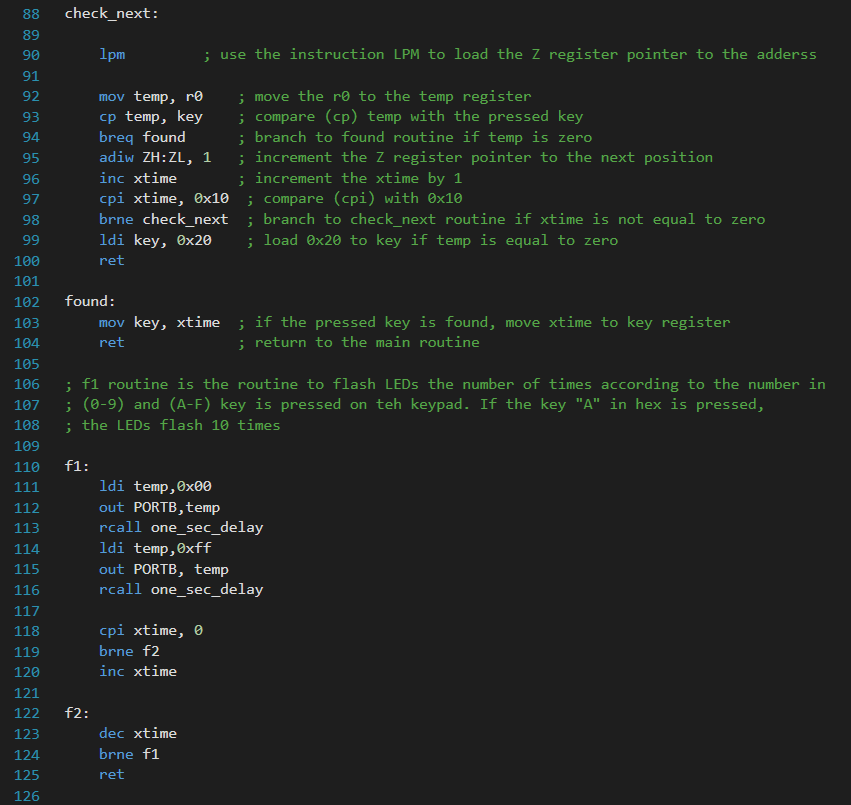 88 check_next:
89
90 lpm ; use the instruction LPM to load the Z register pointer to the adderss
91
92 mov temp, r0 ; move the r0 to the temp register
93 cp temp, key ; compare (cp) temp with the pressed key
94 breq found ; branch to found routine if temp is zero
95 adiw ZH:ZL, 1 ; increment the Z register pointer to the next position
96 inc xtime ; increment the xtime by 1
97 cpi xtime, 0x10 ; compare (cpi) with 0x10
98 brne check_next ; branch to check_next routine if xtime is not equal to zero
99 ldi key, 0x20 ; load 0x20 to key if temp is equal to zero
100 ret
101
102 found:
103 mov key, xtime ; if the pressed key is found, move xtime to key register
104 ret ; return to the main routine
105
106 ; f1 routine is the routine to flash LEDs the number of times according to the number in
107 ; (0-9) and (A-F) key is pressed on teh keypad. If the key "A" in hex is pressed,
108 ; the LEDs flash 10 times
109
110 f1:
111 ldi temp,0x00
112 out PORTB,temp
113 rcall one_sec_delay
114 ldi temp,0xff
115 out PORTB, temp
116 rcall one_sec_delay
117
118 cpi xtime, 0
119 brne f2
120 inc xtime
121
122 f2:
123 dec xtime
124 brne f1
125 ret
126